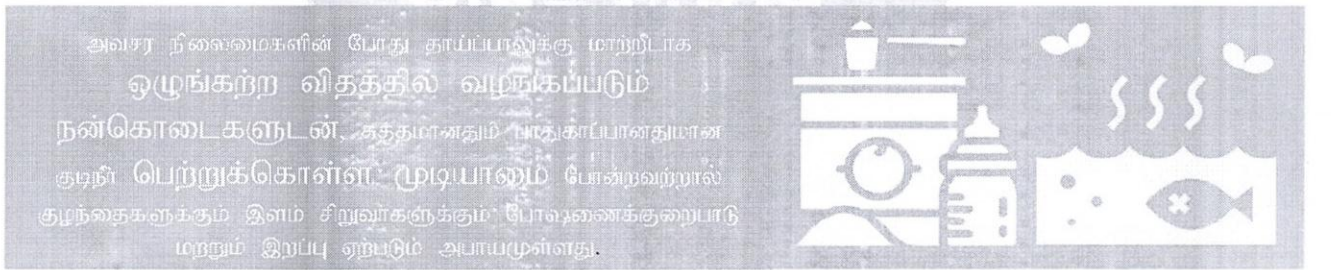 அவசர நிலைமைகளின் போது தாய்ப்பாலுக்கு மாற்றீடாக
ஒழுங்கற்ற விதத்தில் வழங்கப்படும்
நன்கொடைகளுடன், சுத்தமானதும் பாதுகாப்பானதுமான
குடிநீர் பெற்றுக்கொள்ள முடியாமை போன்றவற்றால்
குழந்தைகளுக்கும் இளம் சிறுவர்களுக்கும் போஷணைக்குறைபாடு
மற்றும் இறப்பு ஏற்படும் அபாயமுள்ளது.